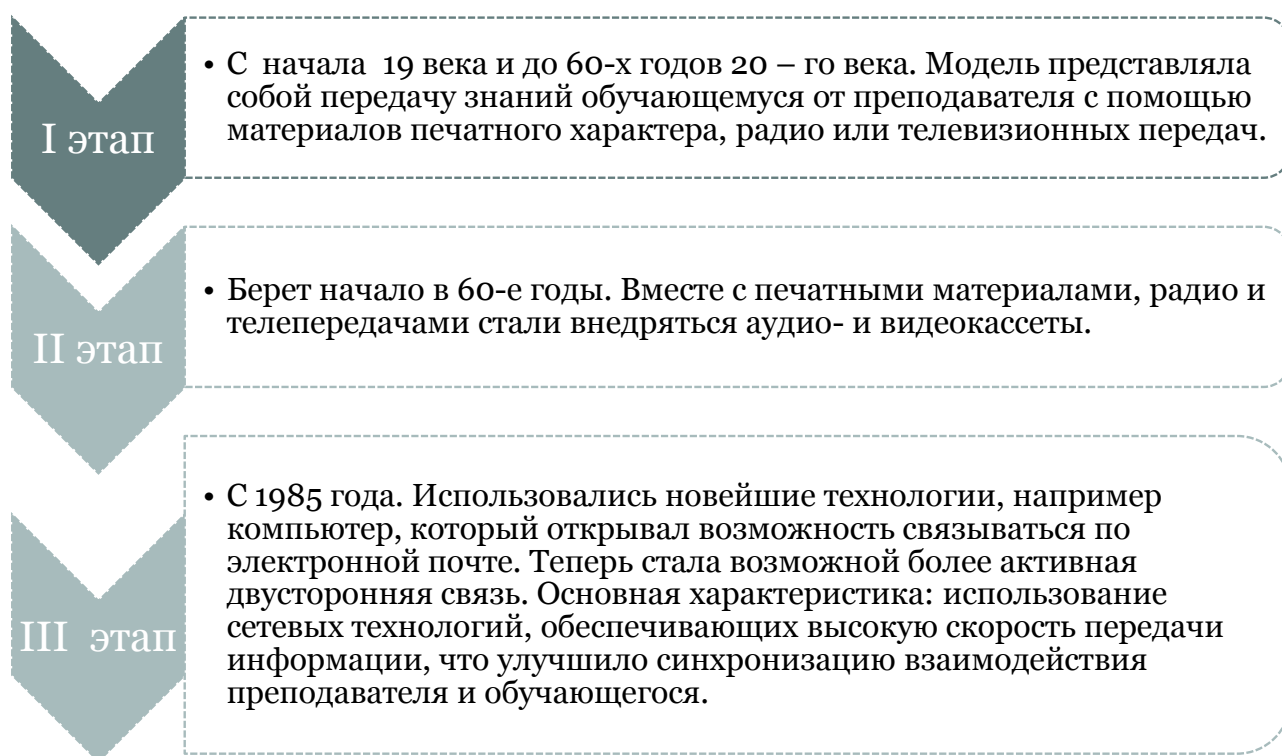 I этап
• С начала 19 века и до 60-х годов 20 – го века. Модель представляла
собой передачу знаний обучающемуся от преподавателя с помощью
материалов печатного характера, радио или телевизионных передач.
II этап
• Берет начало в 60-е годы. Вместе с печатными материалами, радио и
телепередачами стали внедряться аудио- и видеокассеты.
III этап
• С 1985 года. Использовались новейшие технологии, например
компьютер, который открывал возможность связываться по
электронной почте. Теперь стала возможной более активная
двусторонняя связь. Основная характеристика: использование
сетевых технологий, обеспечивающих высокую скорость передачи
информации, что улучшило синхронизацию взаимодействия
преподавателя и обучающегося.